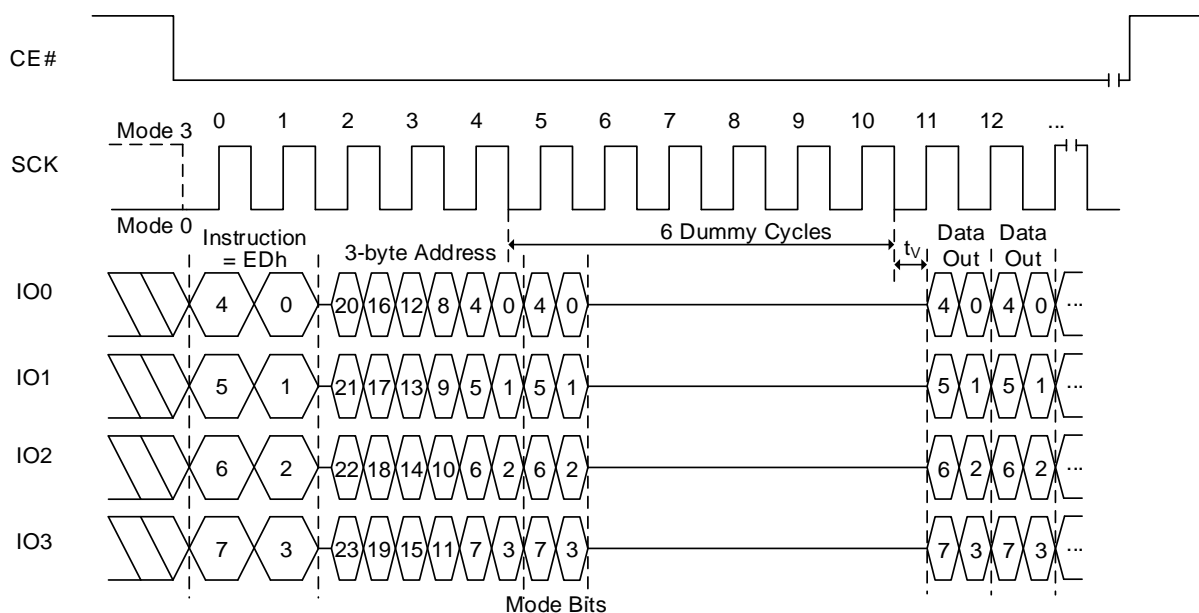 CE#
0 1 2 3 4 5 6 7 8 9 10 11 12 ...
Mode 3
SCK
Mode 0
Instruction
= EDh
3-byte Address
6 Dummy Cycles
tV
Data
Out
Data
Out
IO0 4 0 20 16 12 8 4 0 4 0 4 0 4 0 ...
IO1 5 1 21 17 13 9 5 1 5 1 5 1 5 1 ...
IO2 6 2 22 18 14 10 6 2 6 2 6 2 6 2 ...
IO3 7 3 23 19 15 11 7 3 7 3 7 3 7 3 ...
Mode Bits